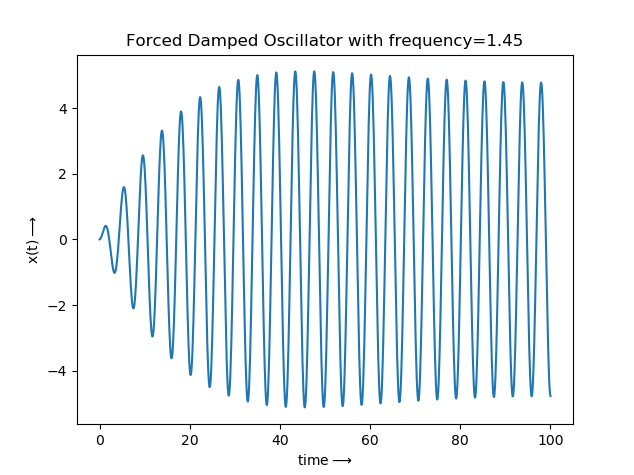 Forced Damped Oscillator with frequency=1.45
4
2
0
−2
−4
x(t) ⟶
0 20 40 60 80 100
time ⟶